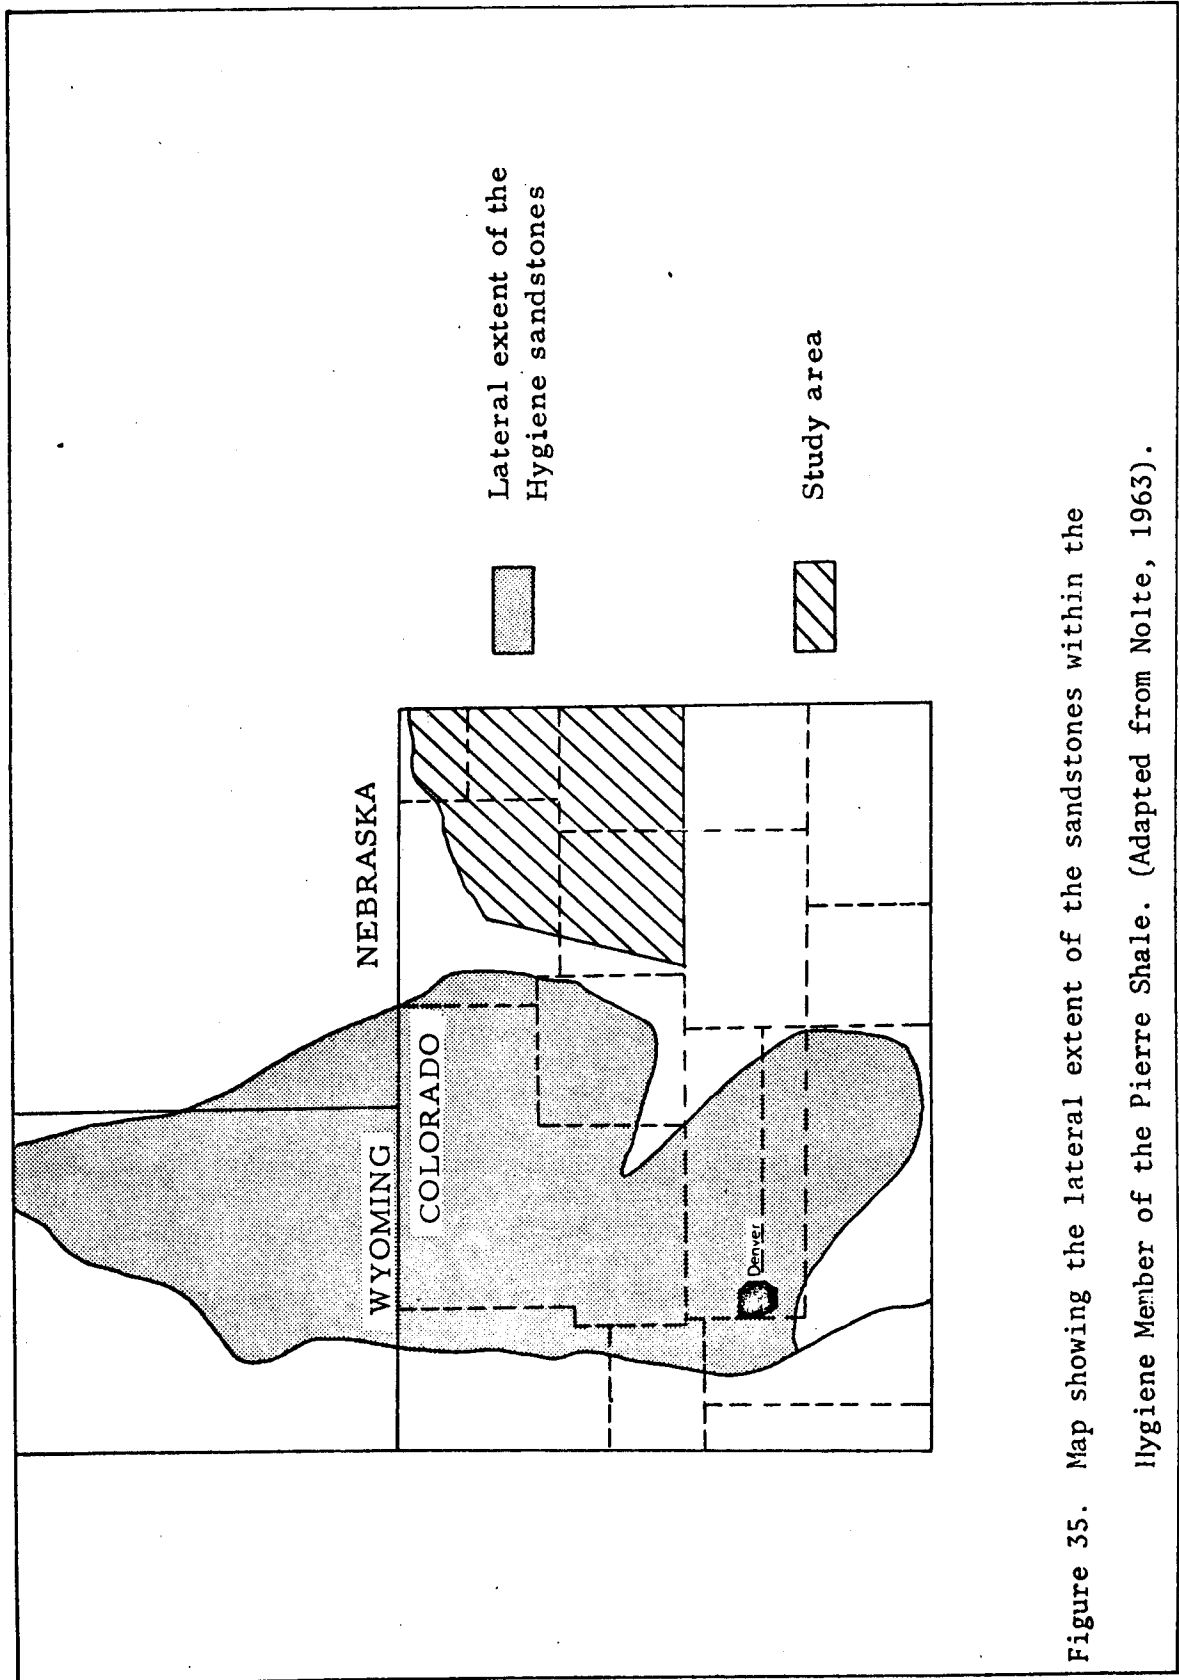 WYOMING
NEBRASKA
COLORADO
Denver
Lateral extent of the
Hygiene sandstones
Study area
Figure 35. Map showing the lateral extent of the sandstones within the
Hygiene Member of the Pierre Shale. (Adapted from Nolte, 1963).